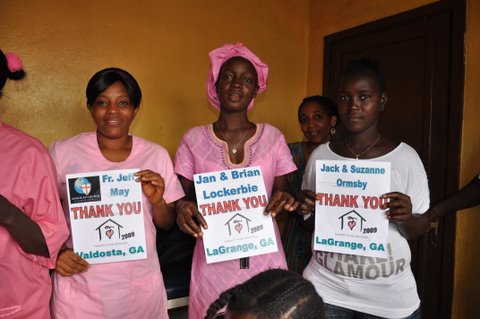 Fr. Jeff
May
THANK YOU
2009
Valdosta, GA
Jan & Brian
Lockerbie
THANK YOU
2009
LaGrange, GA
Jack & Suzanne
Ormsby
THANK YOU
2009
LaGrange, GA
GLAMOUR